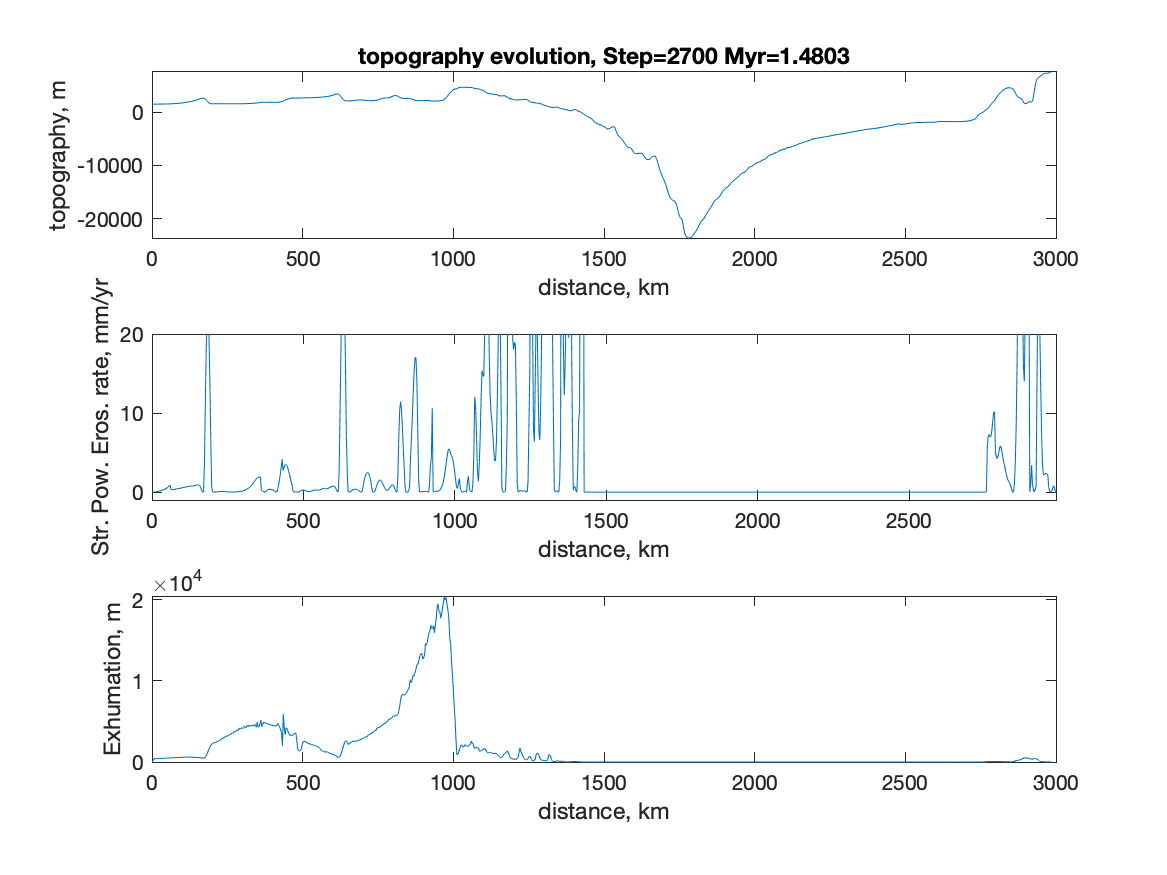 topography evolution, Step=2700 Myr=1.4803
topography, m
0
-10000
-20000
0 500 1000 1500 2000 2500 3000
distance, km
Str. Pow. Eros. rate, mm/yr
20
10
0
0 500 1000 1500 2000 2500
distance, km
×10^4
Exhumation, m
2
1
0
0 500 1000 1500 2000 2500 3000
distance, km